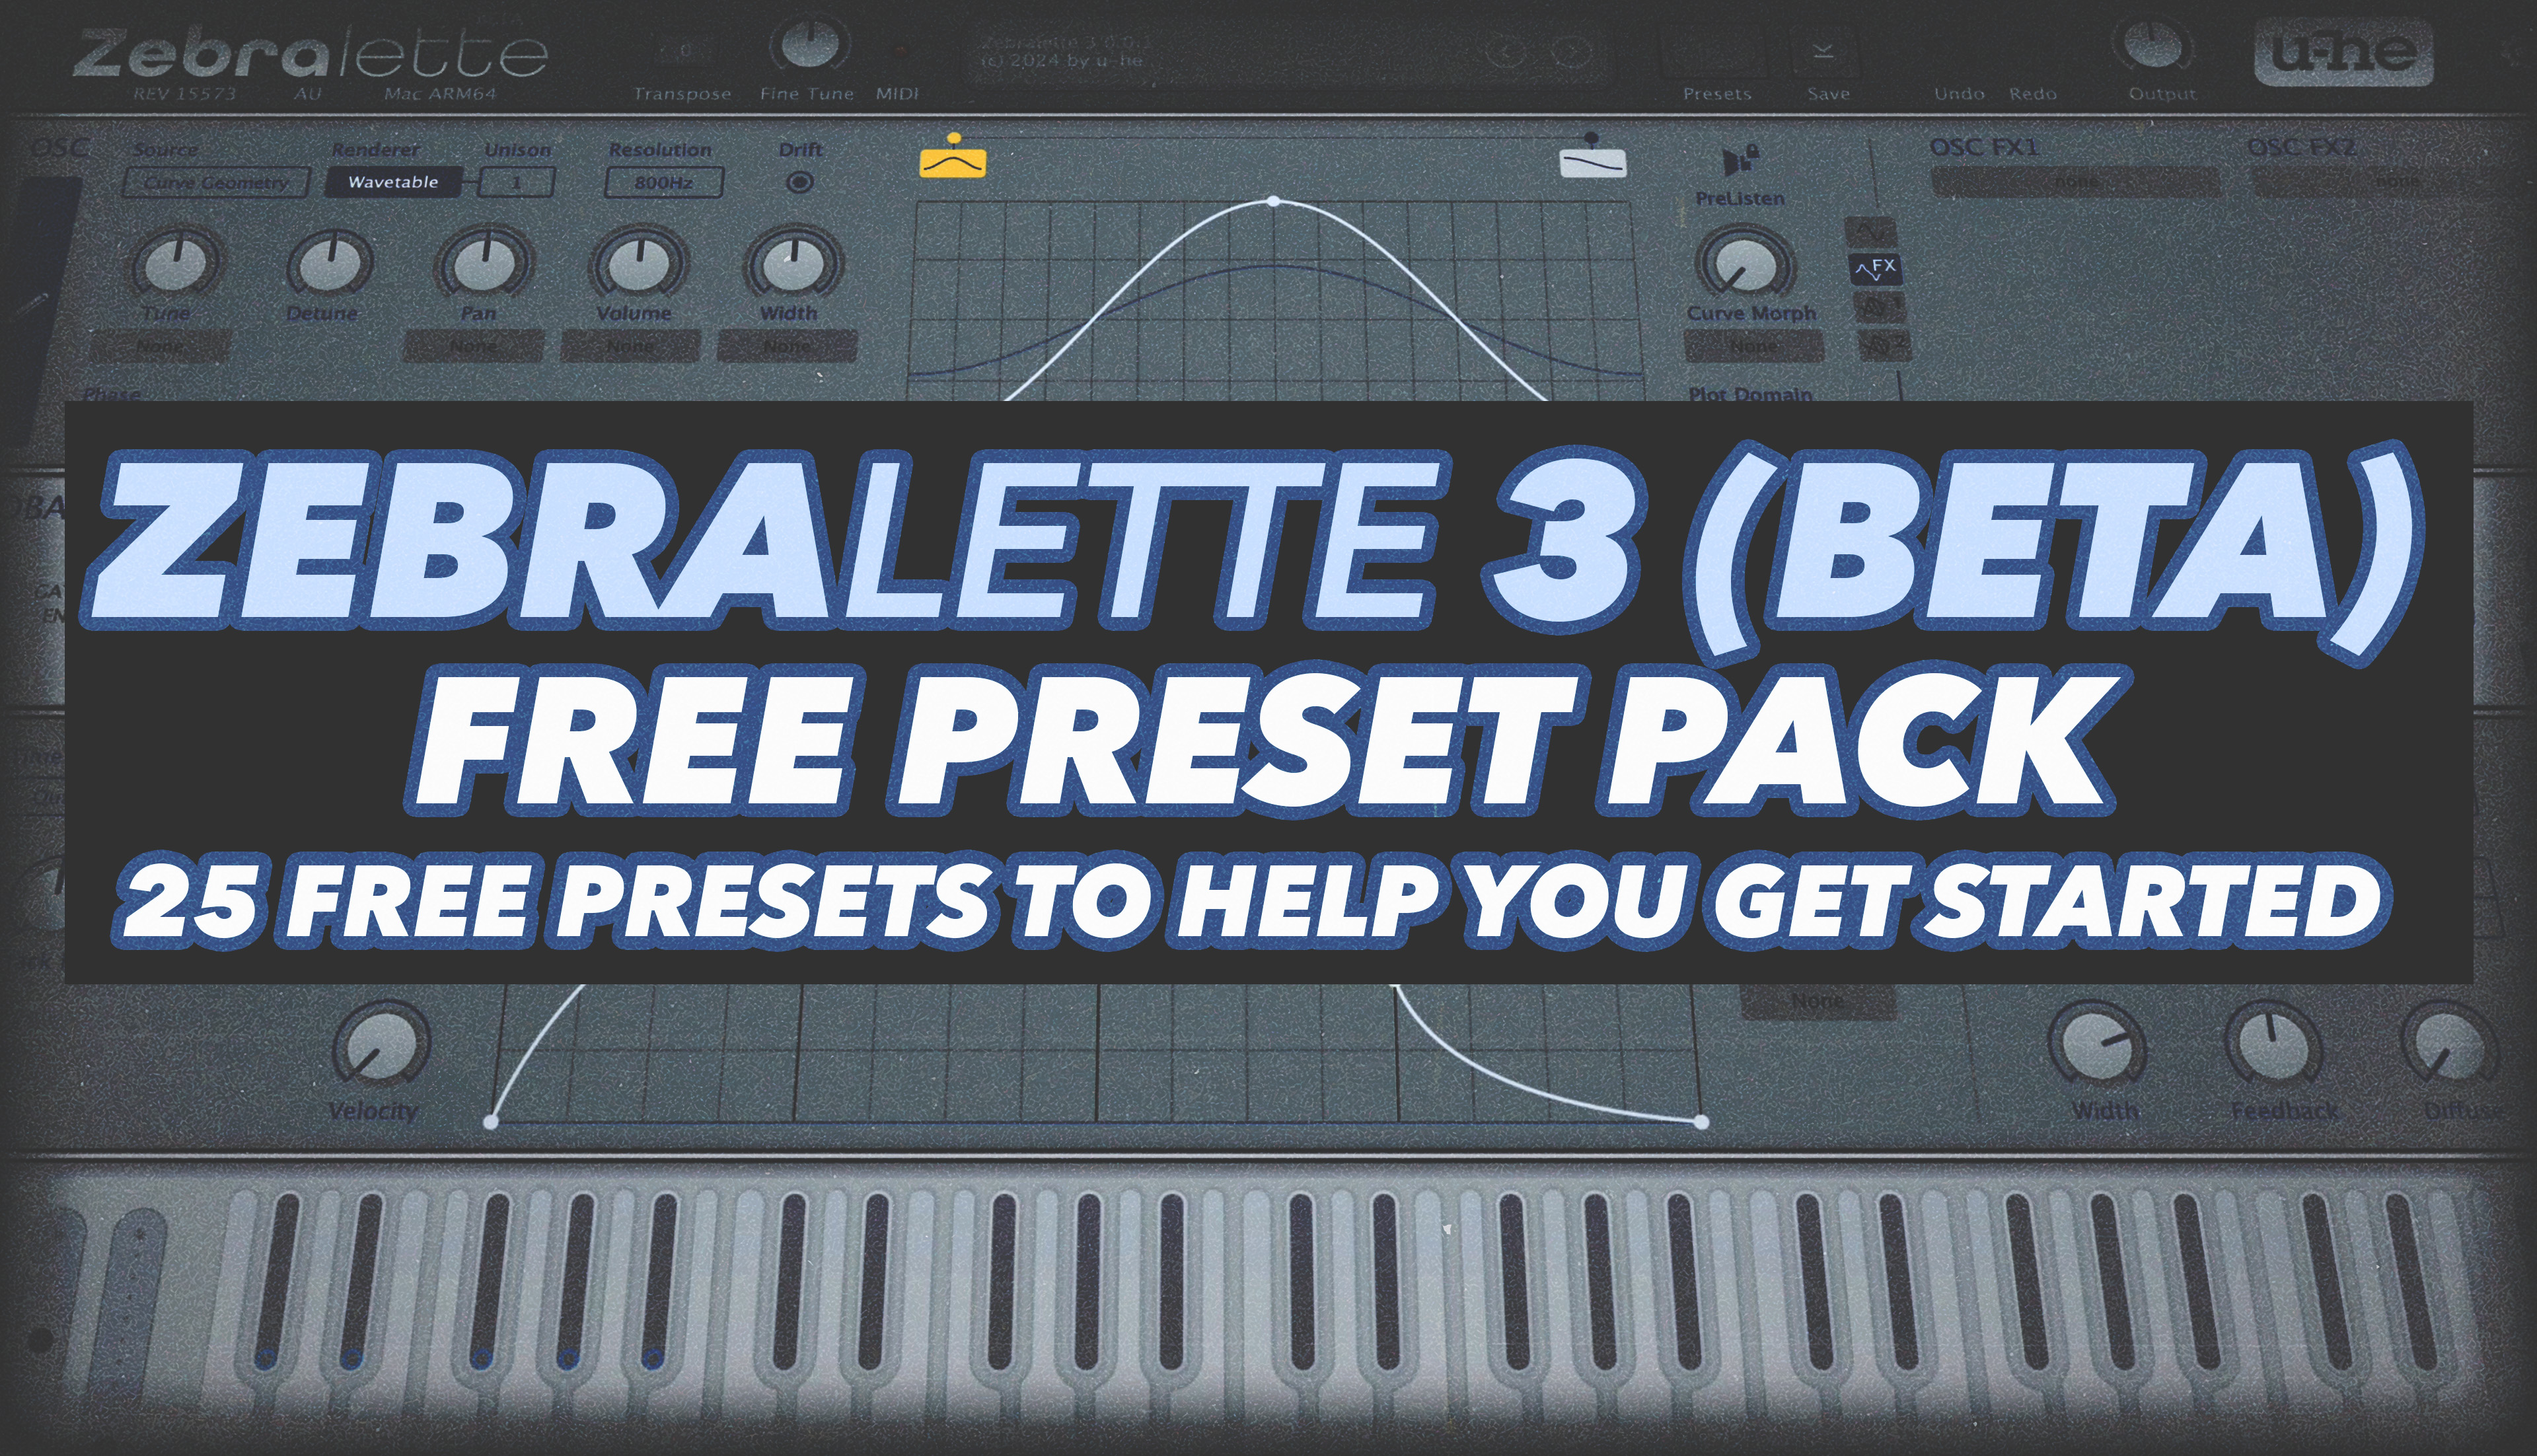 Zebralette
BETA
REV 15573 AU Mac ARM64
Transpose Fine Tune MIDI
Zebralette 3.0.0.1
(c) 2024 by u-he
Presets Save Undo Redo Output
u-he
OSC Source Renderer Unison Resolution Drift
Curve Geometry Wavetable 1 800Hz
PreListen
OSC FX1 OSC FX2
none none
FX
Tune Detune Pan Volume Width
None None None None
Curve Morph
None
Phase
Plot Domain
ZEBRALETTE 3 (BETA)
FREE PRESET PACK
25 FREE PRESETS TO HELP YOU GET STARTED
None
Velocity
Width Feedback